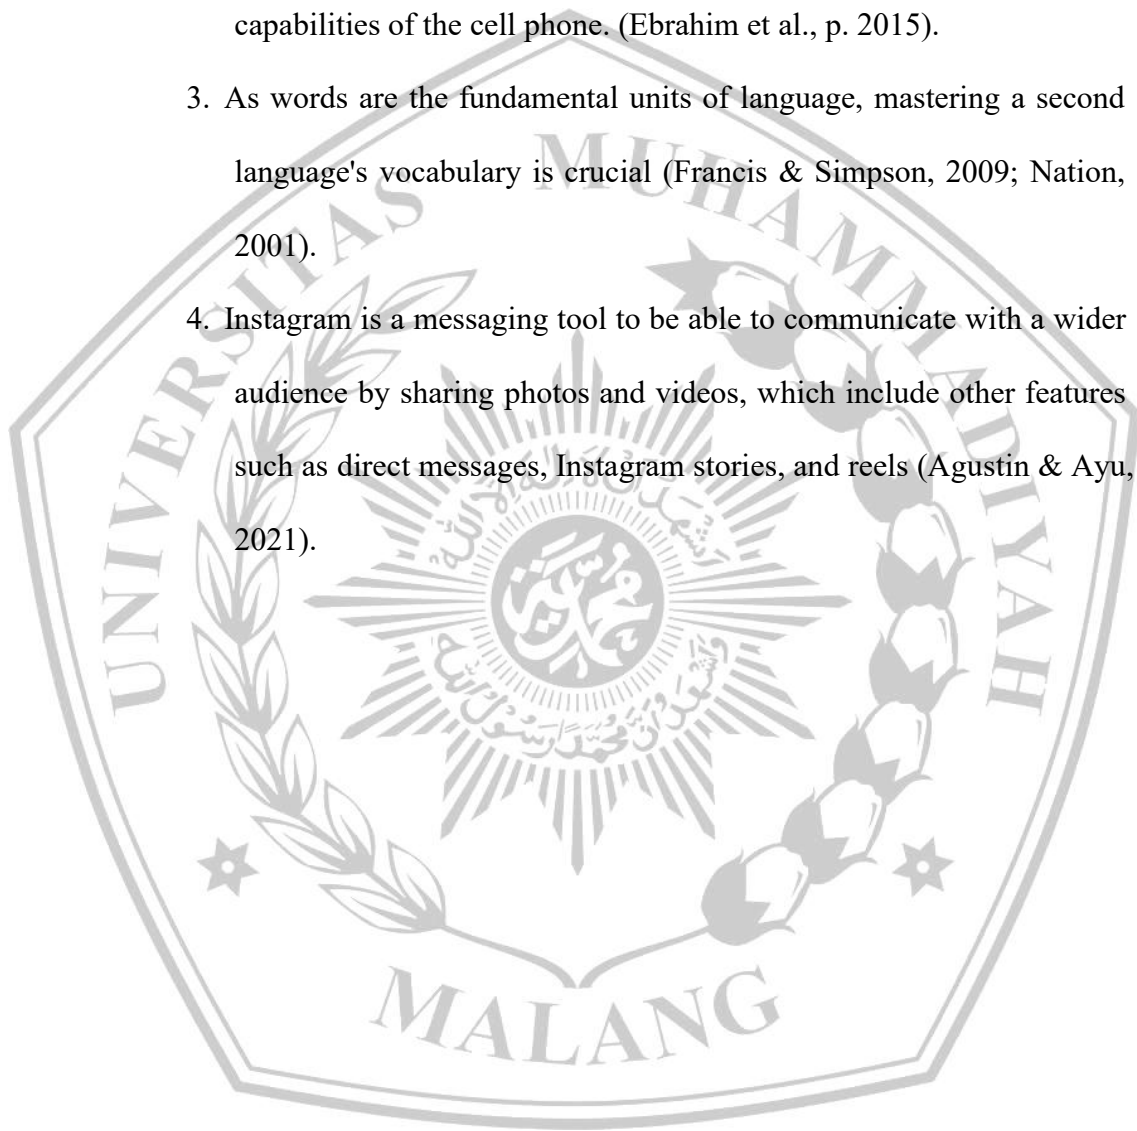 capabilities of the cell phone. (Ebrahim et al., p. 2015).
3. As words are the fundamental units of language, mastering a second
language's vocabulary is crucial (Francis & Simpson, 2009; Nation,
2001).
4. Instagram is a messaging tool to be able to communicate with a wider
audience by sharing photos and videos, which include other features
such as direct messages, Instagram stories, and reels (Agustin & Ayu,
2021).
UNIVERSITAS MUHAMMADIYAH
MALANG